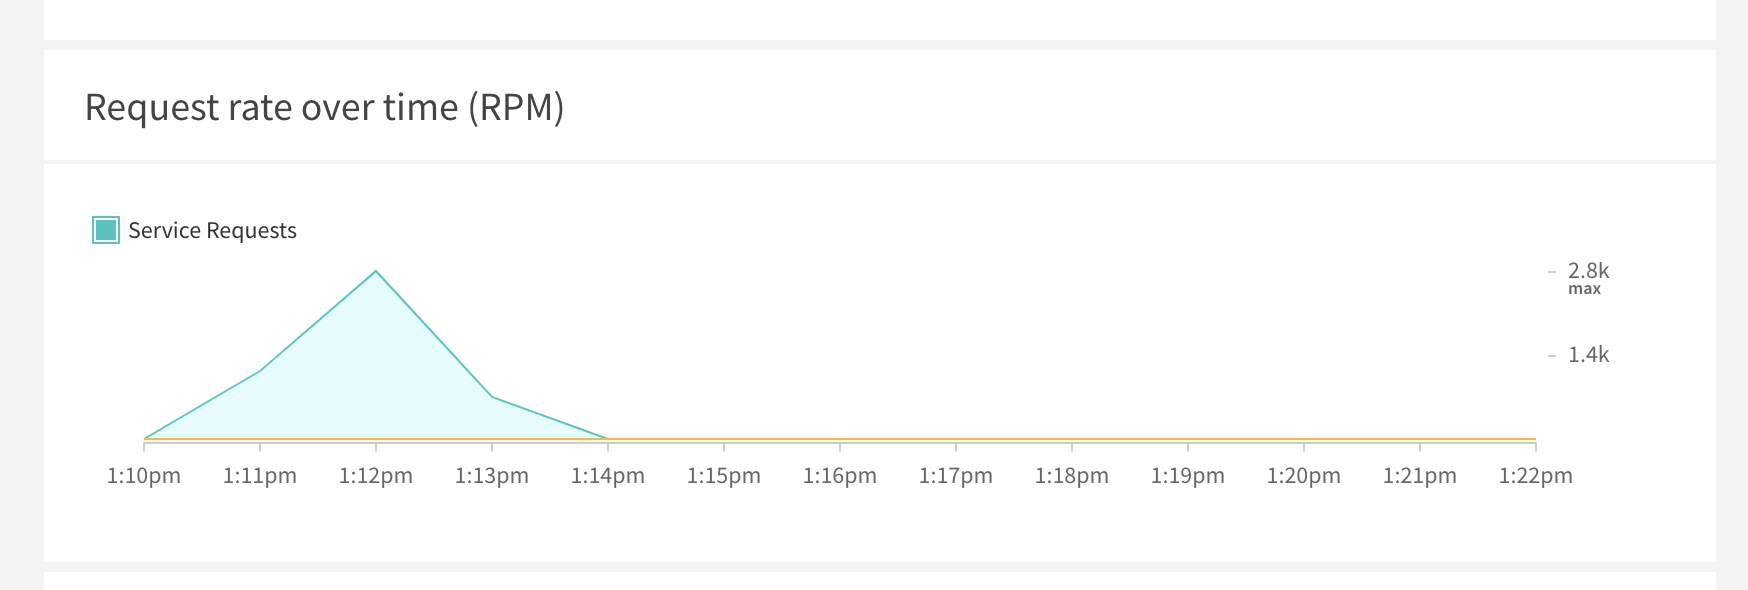 Request rate over time (RPM)
Service Requests
2.8k
max
1.4k
1:10pm 1:11pm 1:12pm 1:13pm 1:14pm 1:15pm 1:16pm 1:17pm 1:18pm 1:19pm 1:20pm 1:21pm 1:22pm